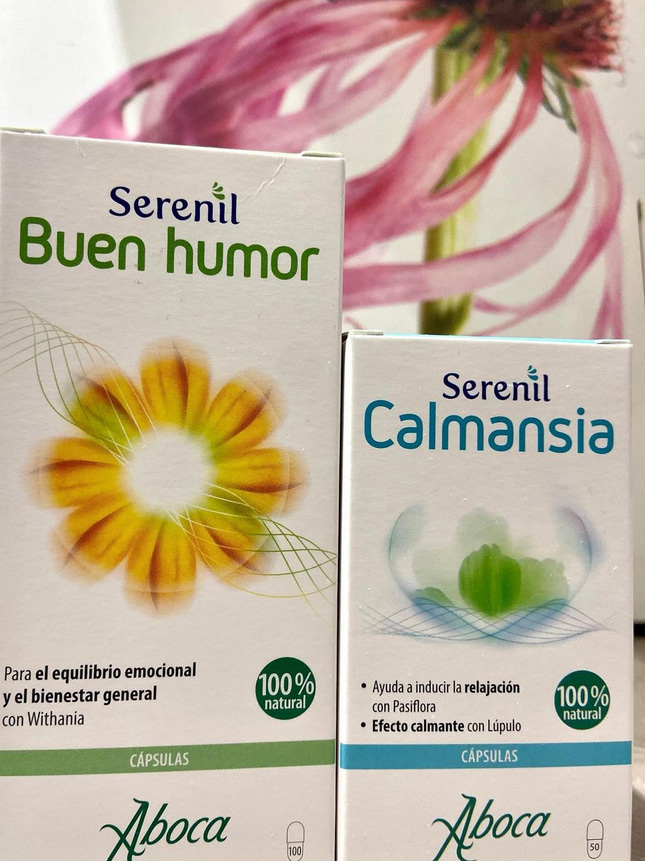 Serenil
Buen humor
Para el equilibrio emocional
y el bienestar general
con Withania
100%
natural
CÁPSULAS
Aboca
100
Serenil
Calmansia
• Ayuda a inducir la relajación
con Pasiflora
• Efecto calmante con Lúpulo
100%
natural
CÁPSULAS
Aboca
50